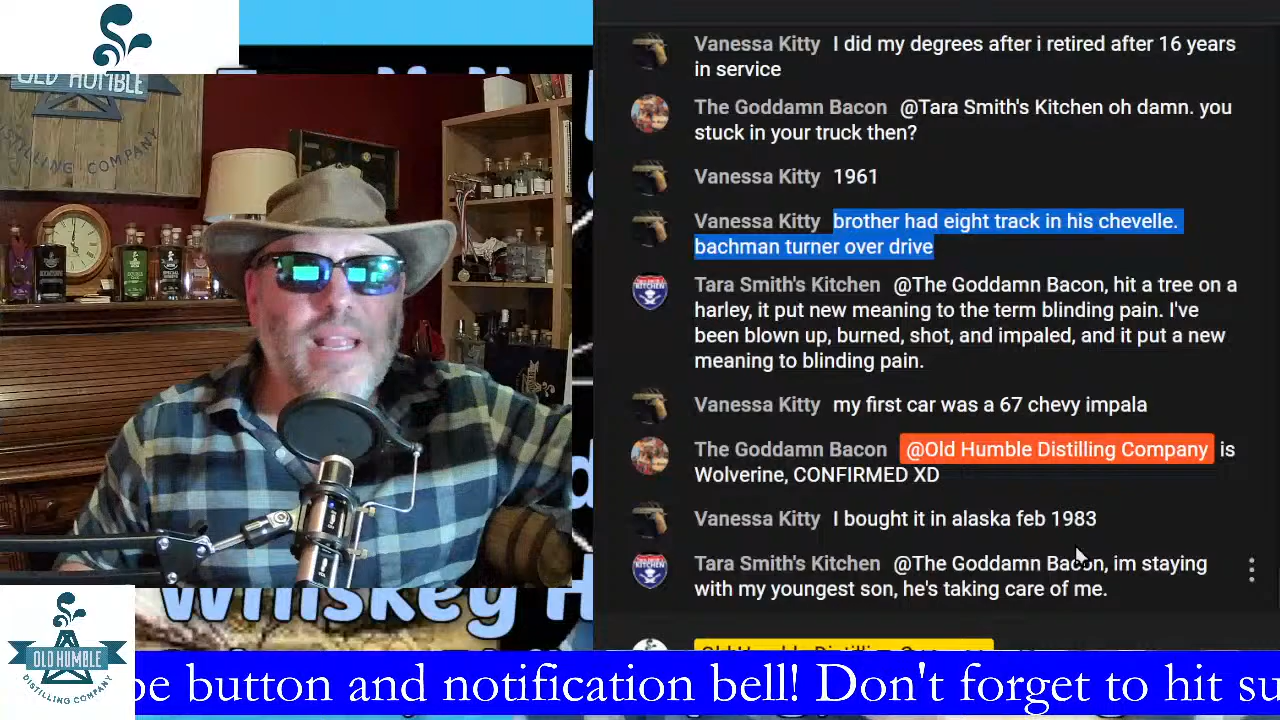 OLD HUMBLE
DISTILLING COMPANY
Vanessa Kitty I did my degrees after i retired after 16 years
in service
The Goddamn Bacon @Tara Smith's Kitchen oh damn. you
stuck in your truck then?
Vanessa Kitty 1961
Vanessa Kitty brother had eight track in his chevelle.
bachman turner over drive
Tara Smith's Kitchen @The Goddamn Bacon, hit a tree on a
harley, it put new meaning to the term blinding pain. I've
been blown up, burned, shot, and impaled, and it put a new
meaning to blinding pain.
Vanessa Kitty my first car was a 67 chevy impala
The Goddamn Bacon @Old Humble Distilling Company is
Wolverine, CONFIRMED XD
Vanessa Kitty I bought it in alaska feb 1983
Tara Smith's Kitchen @The Goddamn Bacon, im staying
with my youngest son, he's taking care of me.
Whiskey H
OLD HUMBLE
DISTILLING COMPANY
be button and notification bell! Don't forget to hit su